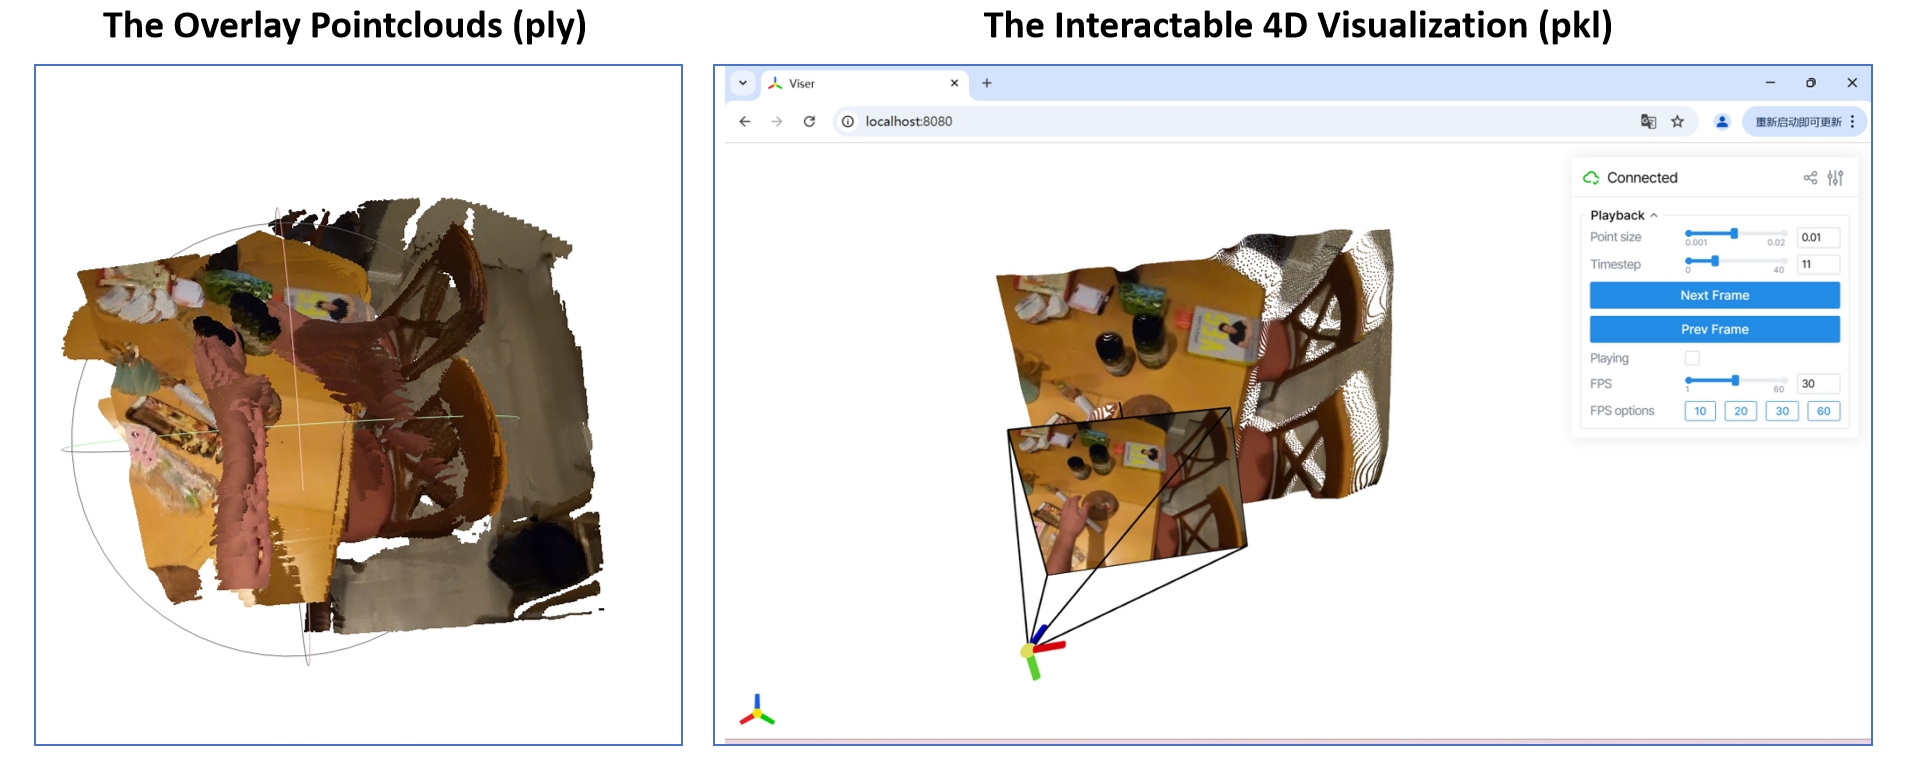 The Overlay Pointclouds (ply)
The Interactable 4D Visualization (pkl)
Viser
localhost:8080
重新启动即可更新
Connected
Playback
Point size 0.001 0.02 0.01
Timestep 0 40 11
Next Frame
Prev Frame
Playing
FPS 1 60 30
FPS options 10 20 30 60
YES